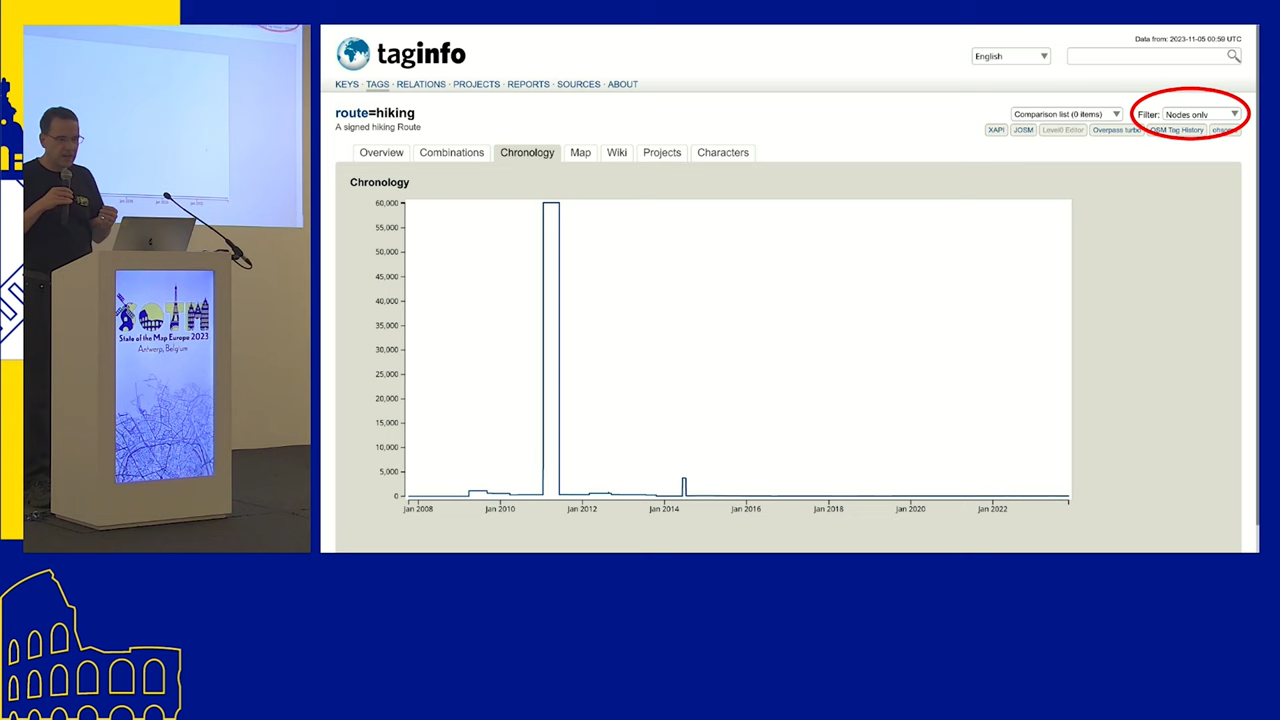 taginfo
Data from: 2023-11-05 00:59 UTC
English
KEYS · TAGS · RELATIONS · PROJECTS · REPORTS · SOURCES · ABOUT
route=hiking
A signed hiking Route
Comparison list (0 items)
Filter: Nodes only
XAPI JOSM Level0 Editor Overpass turbo OSM Tag History
Overview Combinations Chronology Map Wiki Projects Characters
Chronology
60,000
55,000
50,000
45,000
40,000
35,000
30,000
25,000
20,000
15,000
10,000
5,000
0
Jan 2008 Jan 2010 Jan 2012 Jan 2014 Jan 2016 Jan 2018 Jan 2020 Jan 2022
SOTM
State of the Map Europe 2023
Antwerp, Belgium